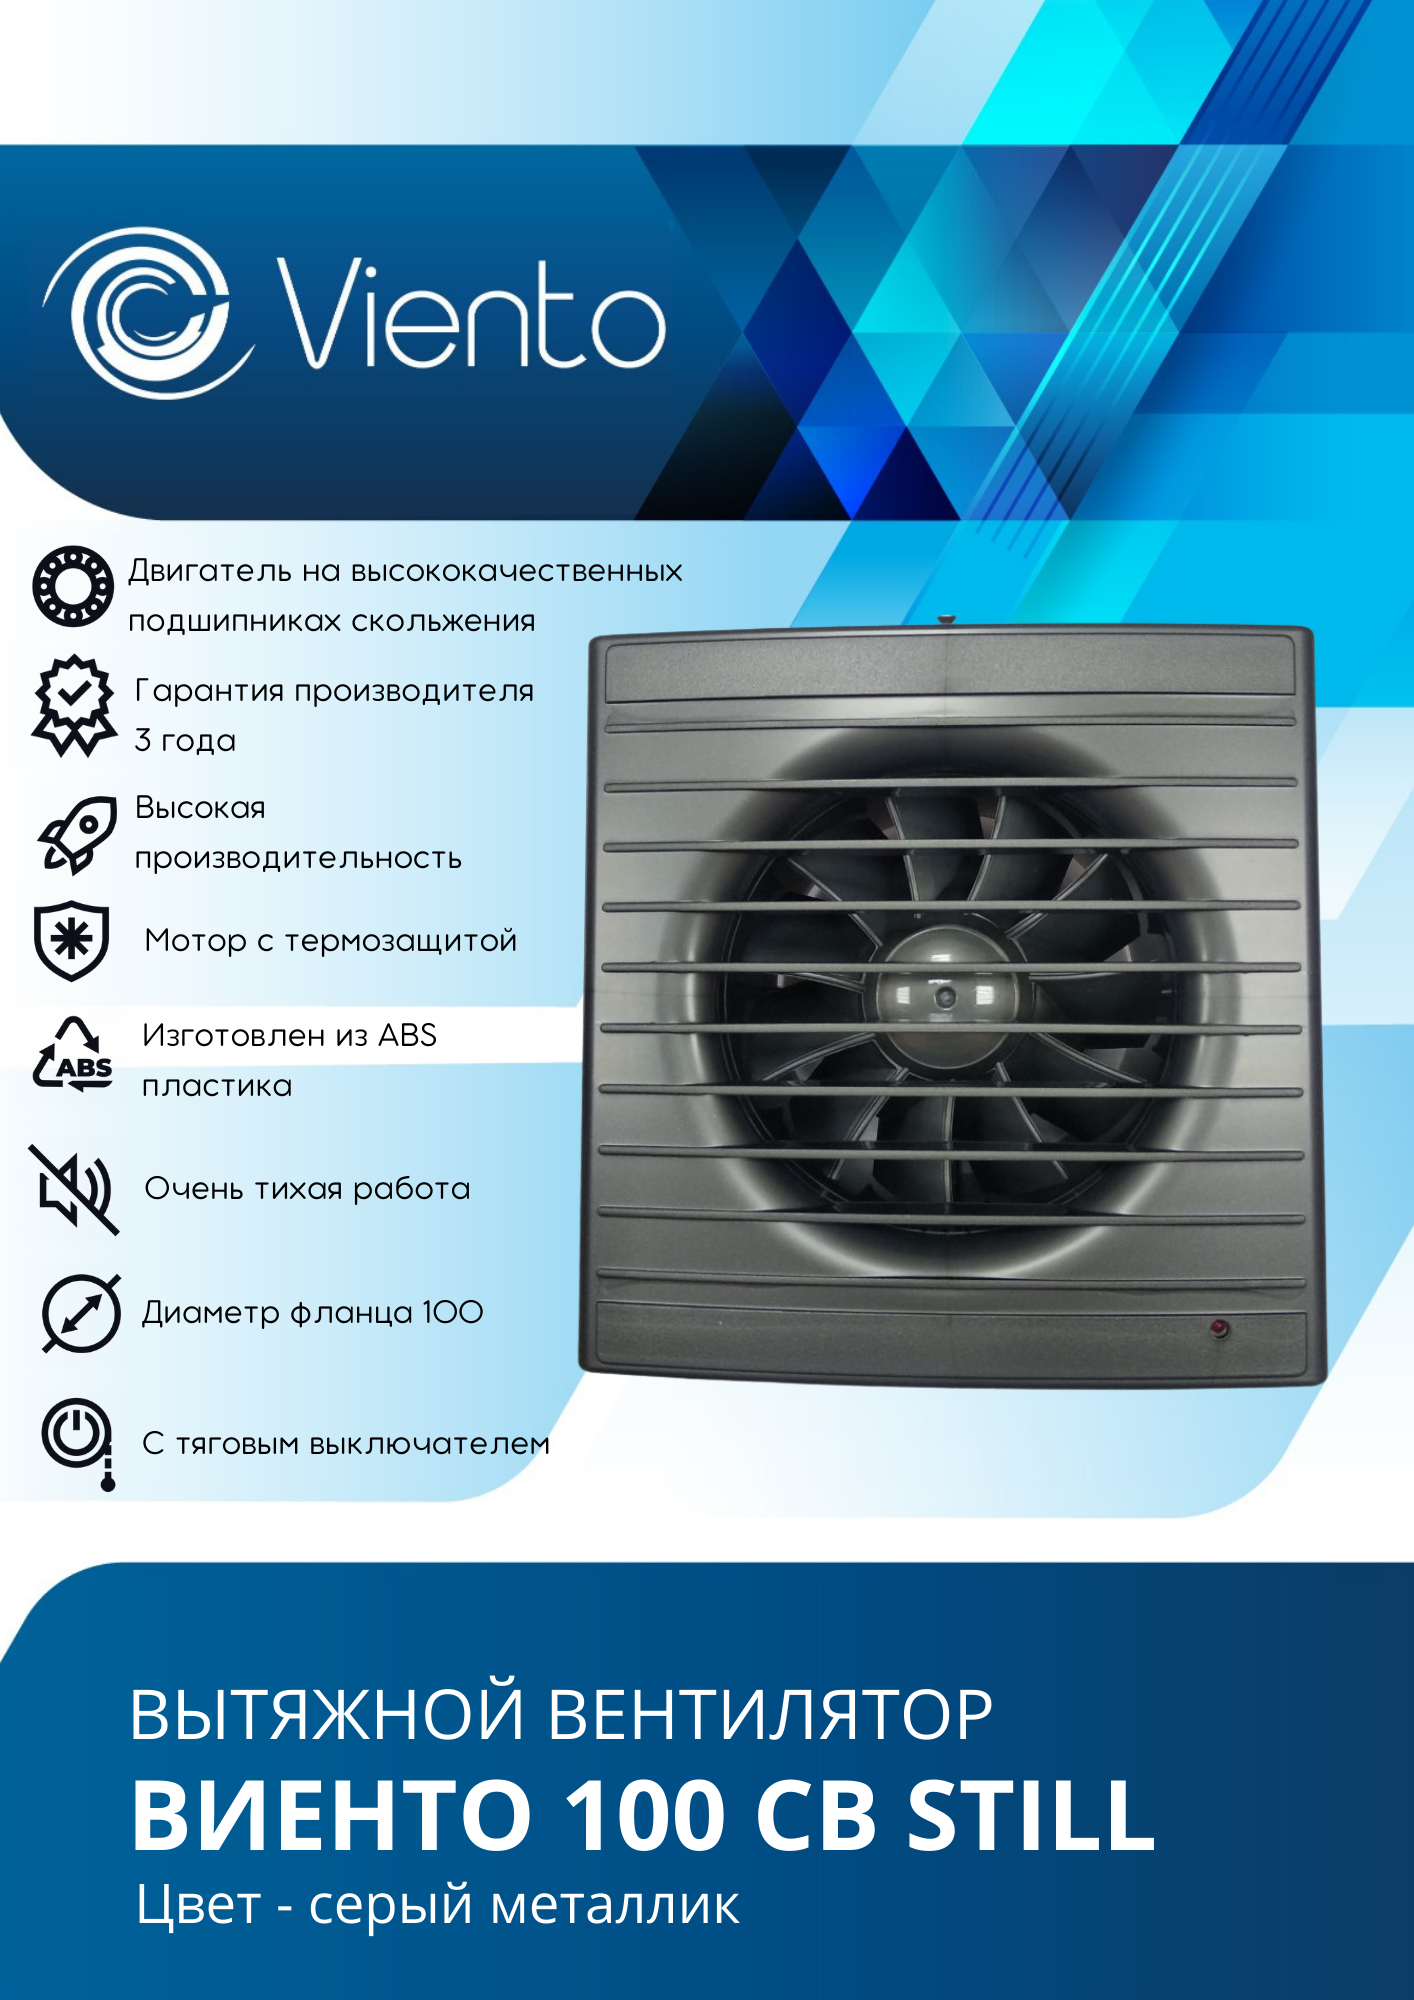 Viento
Двигатель на высококачественных
подшипниках скольжения
Гарантия производителя
3 года
Высокая
производительность
Мотор с термозащитой
Изготовлен из ABS
пластика
ABS
Очень тихая работа
Диаметр фланца 100
С тяговым выключателем
ВЫТЯЖНОЙ ВЕНТИЛЯТОР
ВИЕНТО 100 СВ STILL
Цвет - серый металлик